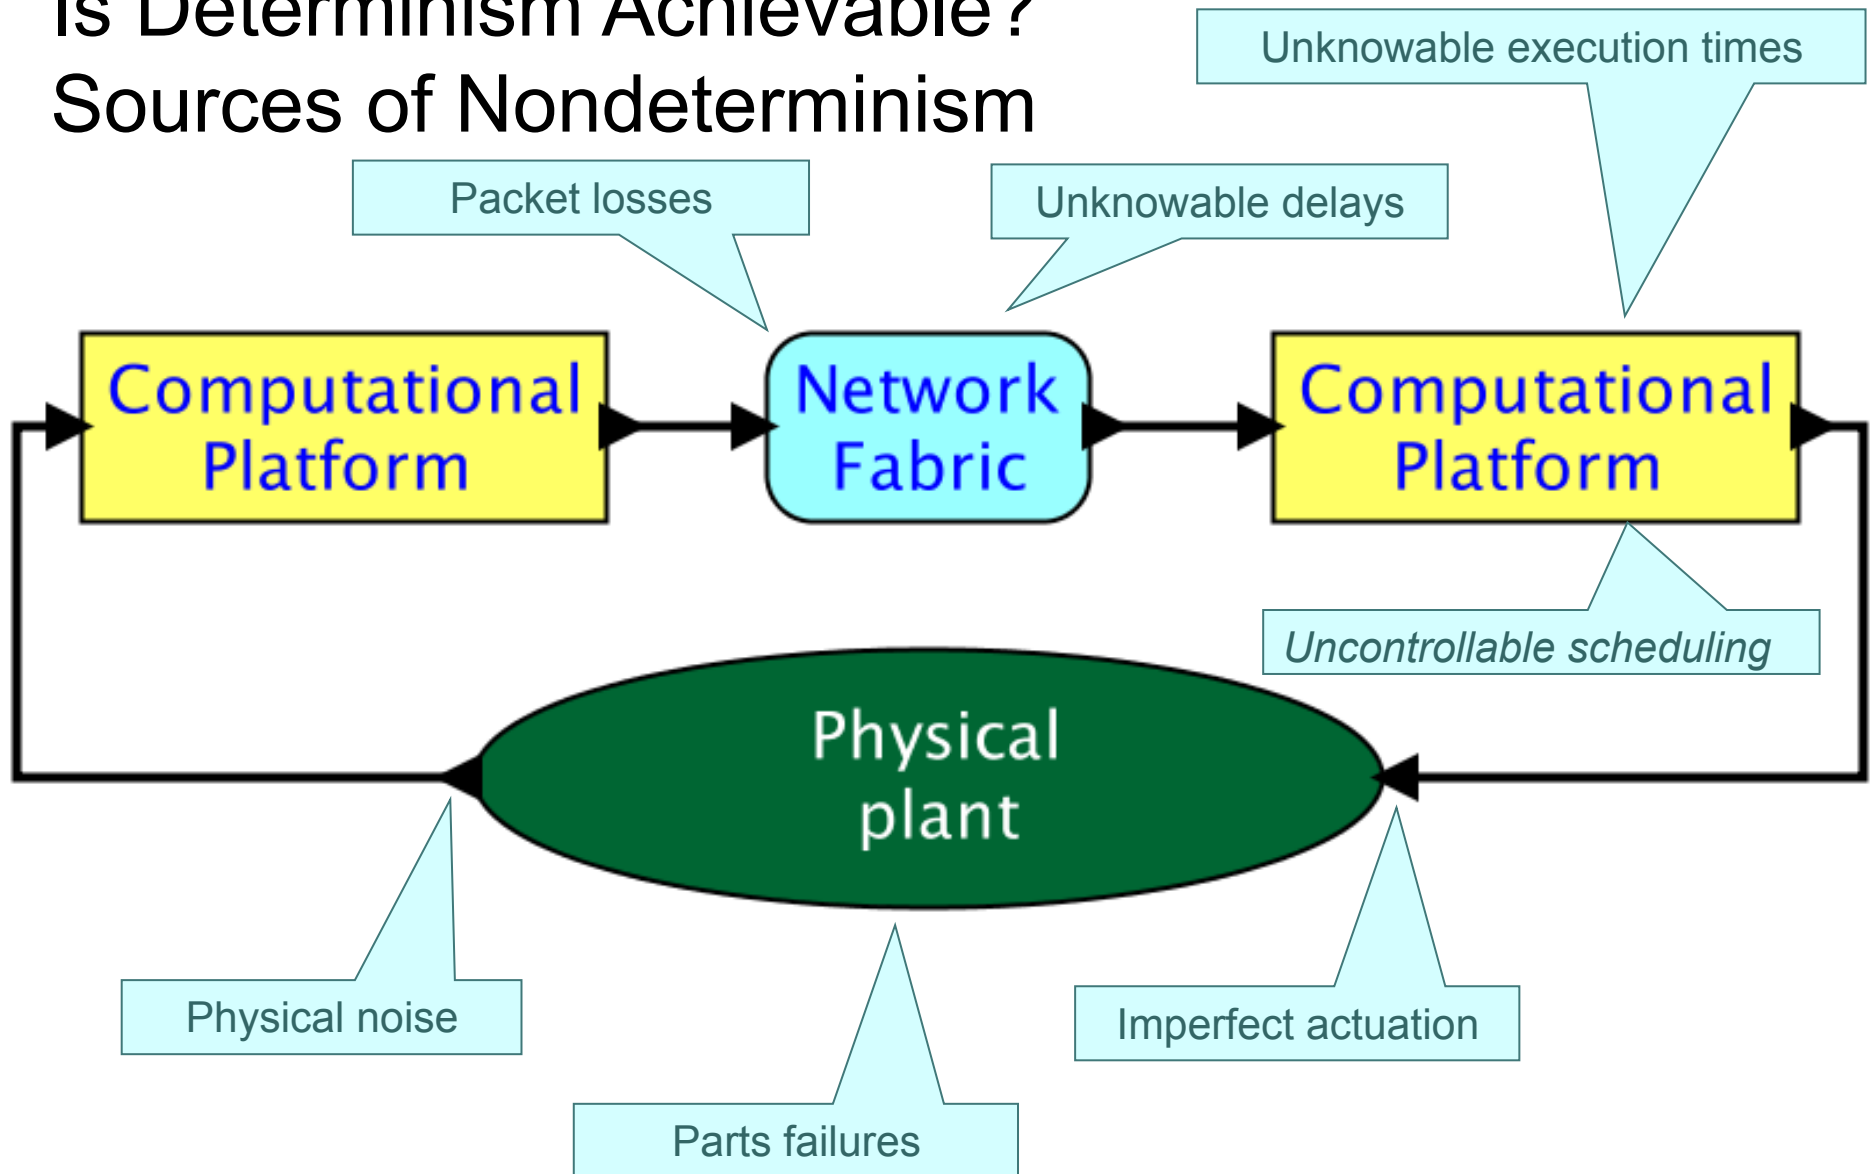 Is Determinism Achievable?
Sources of Nondeterminism
Unknowable execution times
Packet losses
Unknowable delays
Computational
Platform
Network
Fabric
Computational
Platform
Uncontrollable scheduling
Physical
plant
Physical noise
Imperfect actuation
Parts failures